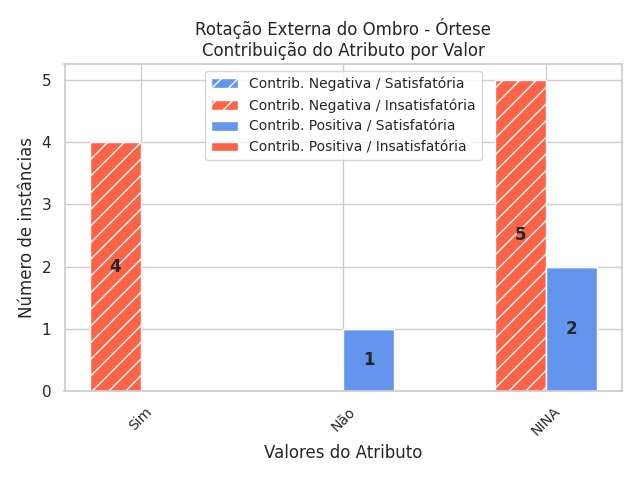 Rotação Externa do Ombro - Órtese
Contribuição do Atributo por Valor
Contrib. Negativa / Satisfatória
Contrib. Negativa / Insatisfatória
Contrib. Positiva / Satisfatória
Contrib. Positiva / Insatisfatória
Número de instâncias
5
4
3
2
1
0
4
1
5
2
Sim
Não
NINA
Valores do Atributo